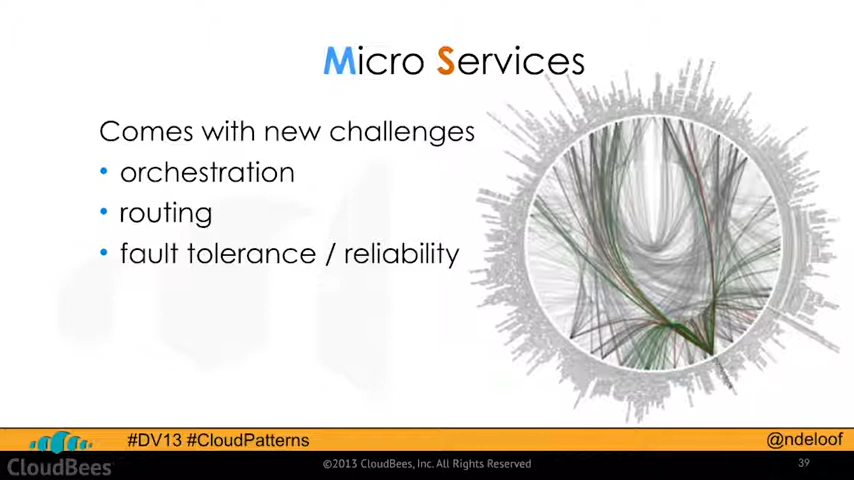 Micro Services
Comes with new challenges
• orchestration
• routing
• fault tolerance / reliability
#DV13 #CloudPatterns
@ndeloof
CloudBees
©2013 CloudBees, Inc. All Rights Reserved
39